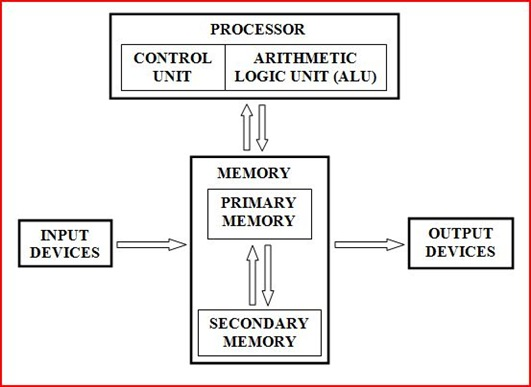 PROCESSOR
CONTROL
UNIT
ARITHMETIC
LOGIC UNIT (ALU)
MEMORY
PRIMARY
MEMORY
INPUT
DEVICES
OUTPUT
DEVICES
SECONDARY
MEMORY